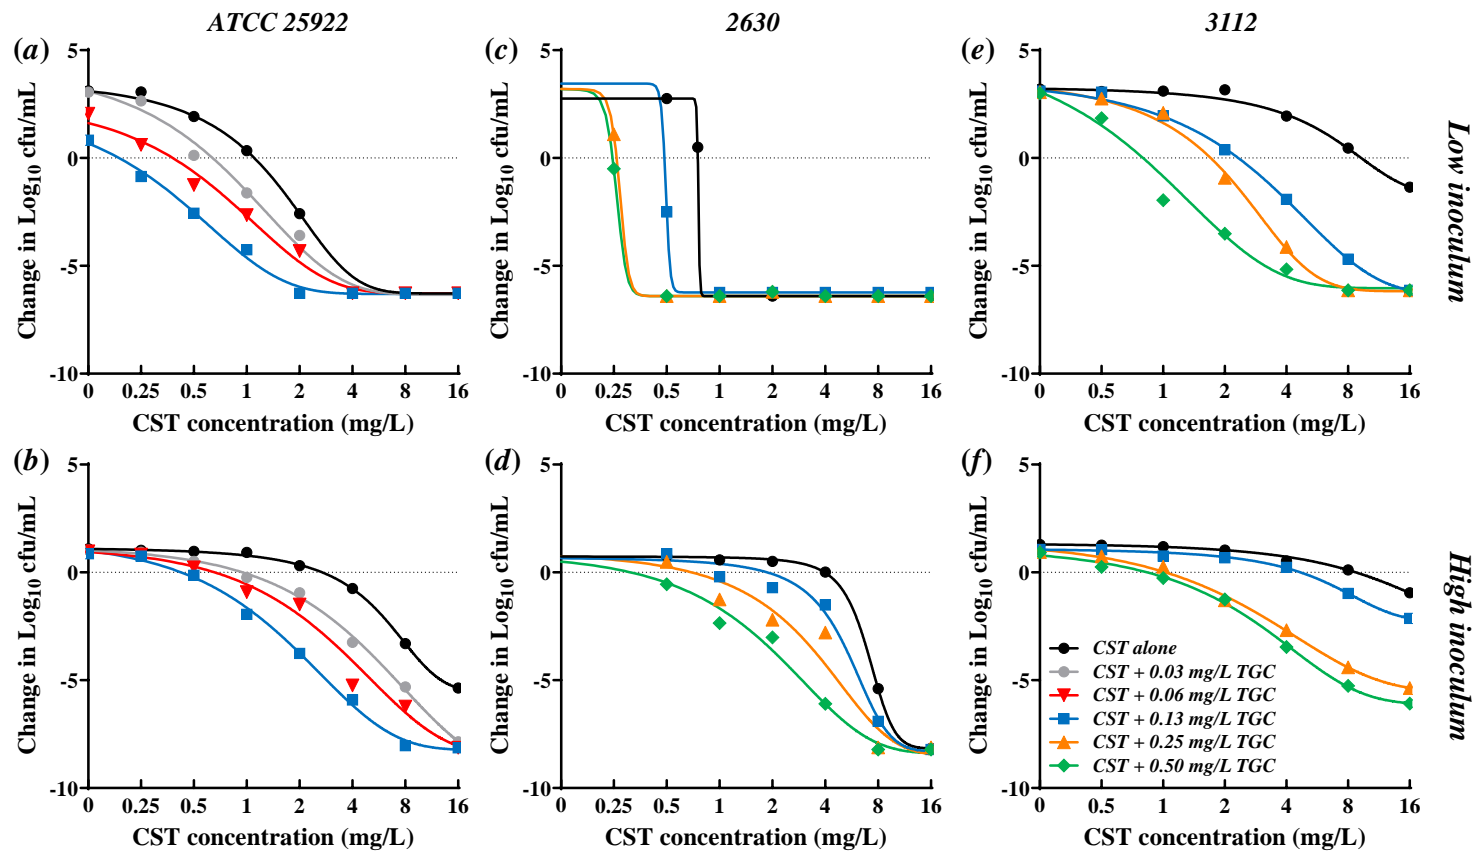 ATCC 25922
2630
3112
(a)
(c)
(e)
5
0
-5
-10
Change in Log10 cfu/mL
0 0.25 0.5 1 2 4 8 16
CST concentration (mg/L)
5
0
-5
-10
Change in Log10 cfu/mL
0 0.25 0.5 1 2 4 8 16
CST concentration (mg/L)
5
0
-5
-10
Change in Log10 cfu/mL
0 0.5 1 2 4 8 16
CST concentration (mg/L)
Low inoculum
(b)
(d)
(f)
5
0
-5
-10
Change in Log10 cfu/mL
0 0.25 0.5 1 2 4 8 16
CST concentration (mg/L)
5
0
-5
-10
Change in Log10 cfu/mL
0 0.25 0.5 1 2 4 8 16
CST concentration (mg/L)
5
0
-5
-10
Change in Log10 cfu/mL
CST alone
CST + 0.03 mg/L TGC
CST + 0.06 mg/L TGC
CST + 0.13 mg/L TGC
CST + 0.25 mg/L TGC
CST + 0.50 mg/L TGC
0 0.5 1 2 4 8 16
CST concentration (mg/L)
High inoculum